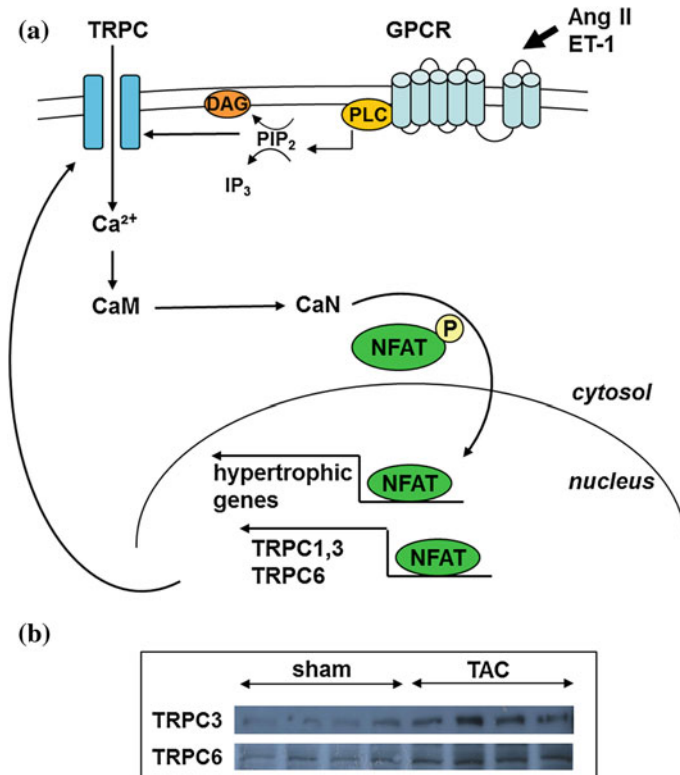 (a)
TRPC
GPCR
Ang II
ET-1
DAG
PLC
PIP₂
IP₃
Ca²⁺
CaM
CaN
P
NFAT
cytosol
nucleus
hypertrophic
genes
NFAT
TRPC1,3
TRPC6
NFAT
(b)
sham
TAC
TRPC3
TRPC6